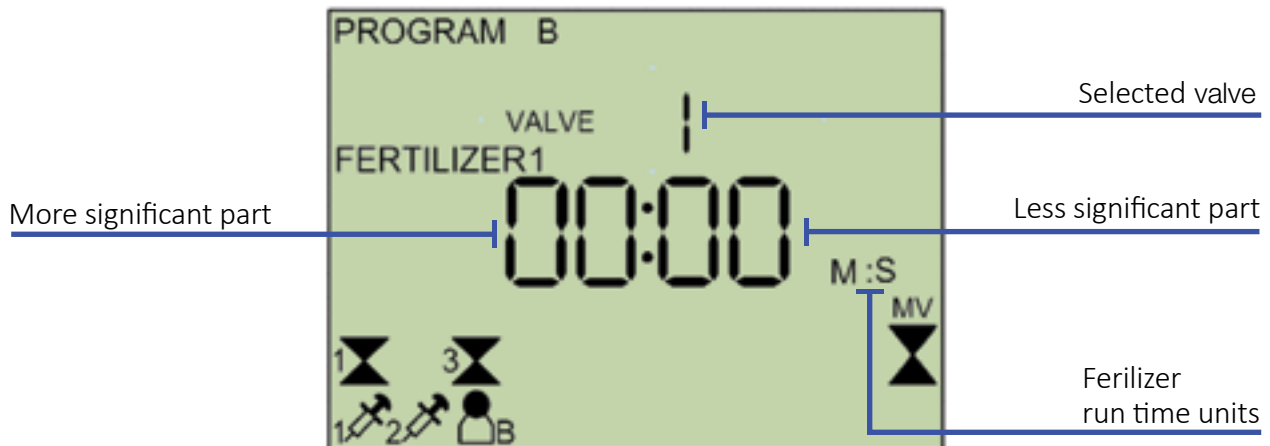 PROGRAM B
Selected valve
VALVE 1
FERTILIZER1
More significant part
00:00
Less significant part
M :S
MV
1 3
Ferilizer
run time units
1 2 B